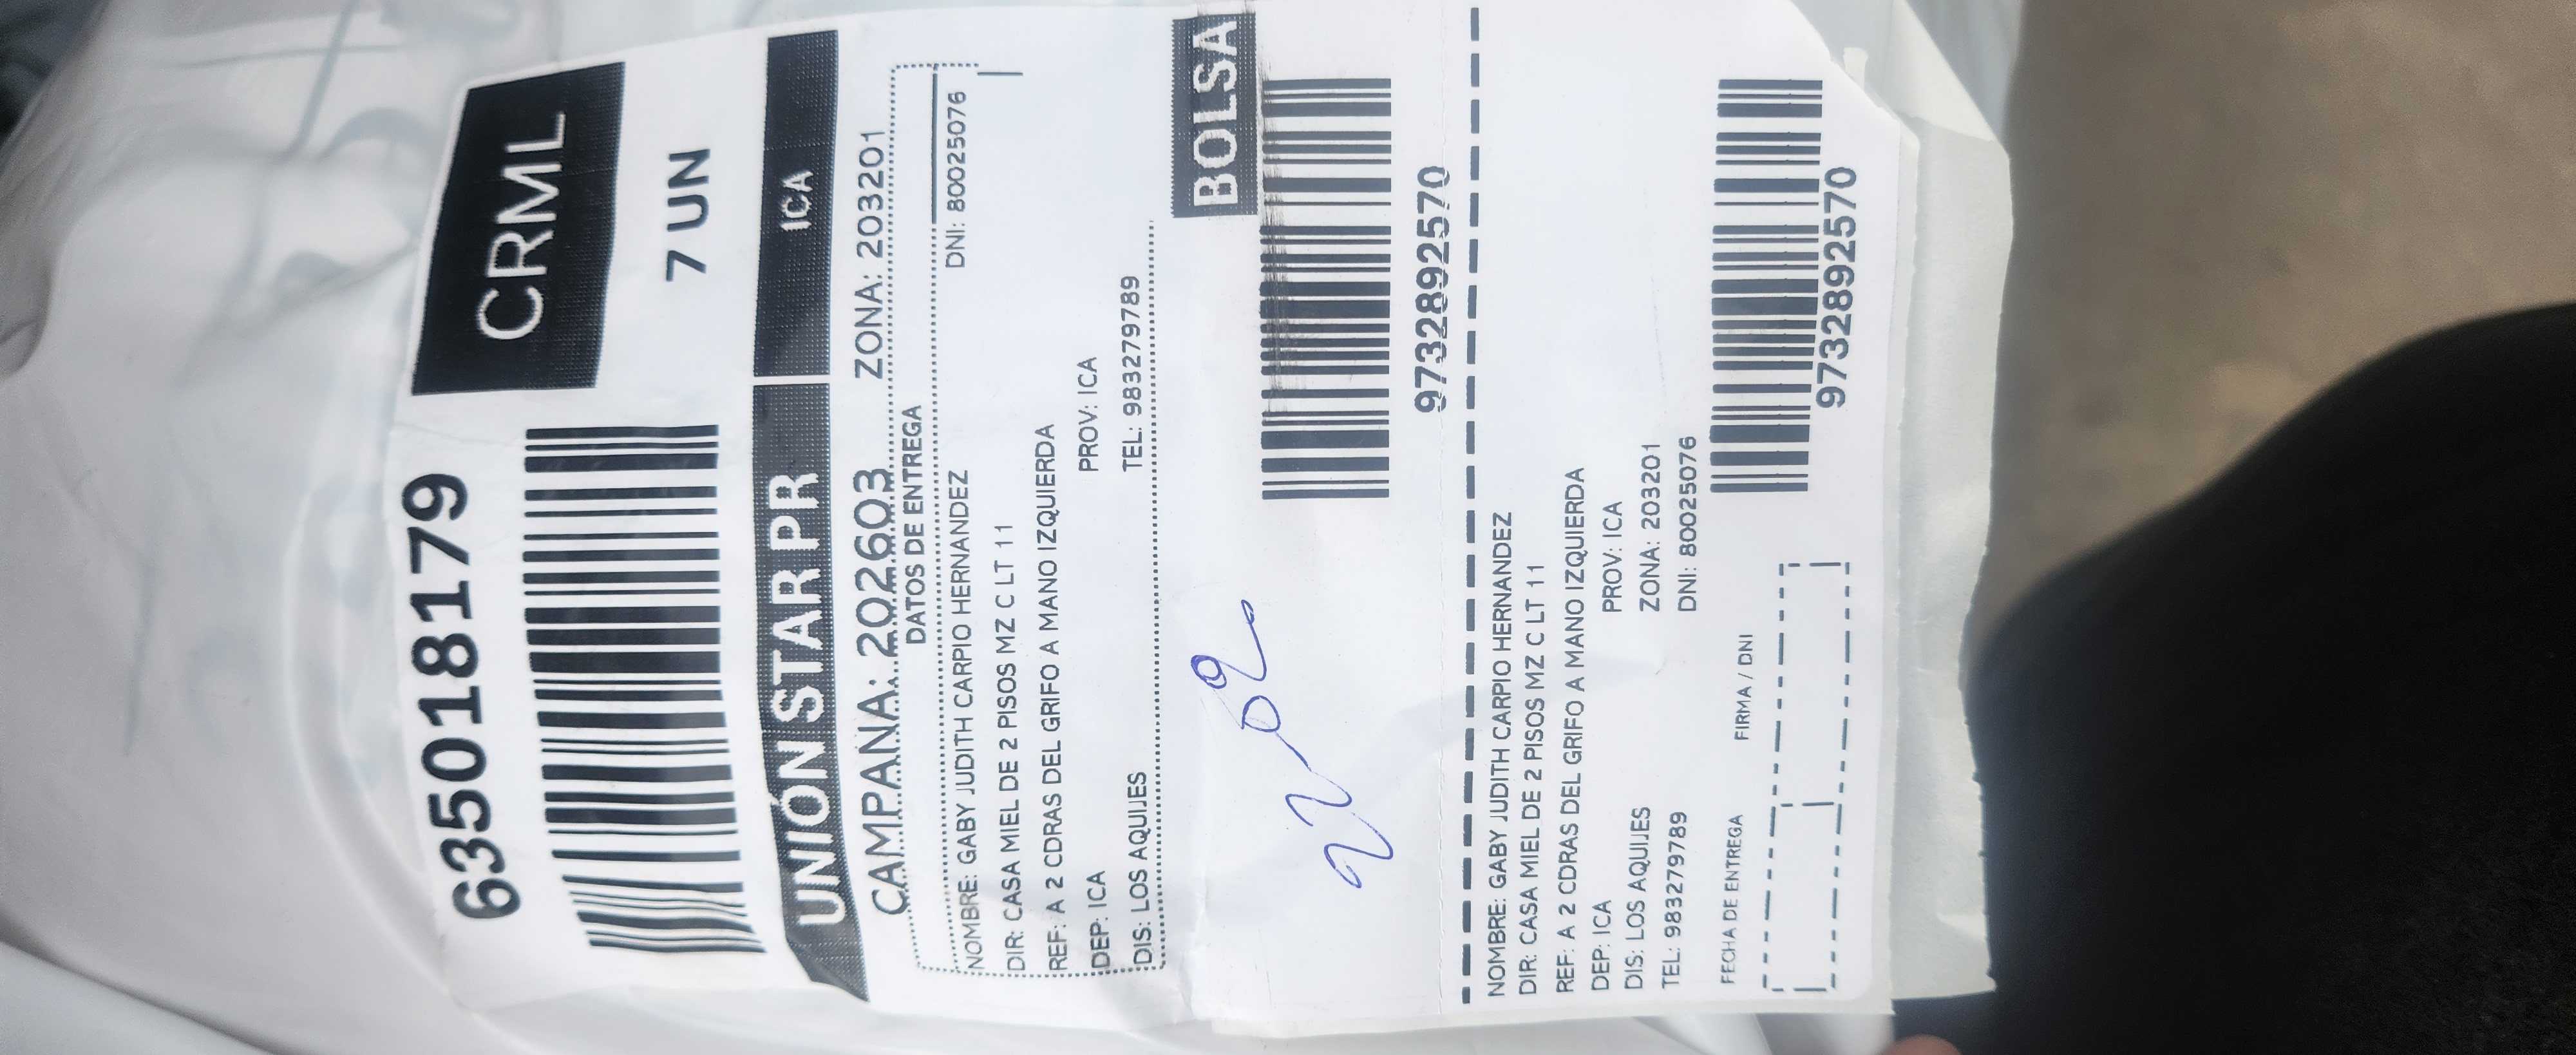 635018179
CRML
7 UN
UNIÓN STAR PR ICA
CAMPAÑA: 202603 ZONA: 203201
DATOS DE ENTREGA
NOMBRE: GABY JUDITH CARPIO HERNANDEZ DNI: 80025076
DIR: CASA MIEL DE 2 PISOS MZ C LT 11
REF: A 2 CDRAS DEL GRIFO A MANO IZQUIERDA
DEP: ICA PROV: ICA
DIS: LOS AQUIJES TEL: 983279789
BOLSA
9732892570
NOMBRE: GABY JUDITH CARPIO HERNANDEZ
DIR: CASA MIEL DE 2 PISOS MZ C LT 11
REF: A 2 CDRAS DEL GRIFO A MANO IZQUIERDA
DEP: ICA PROV: ICA
DIS: LOS AQUIJES ZONA: 203201
TEL: 983279789 DNI: 80025076
FECHA DE ENTREGA FIRMA / DNI
9732892570